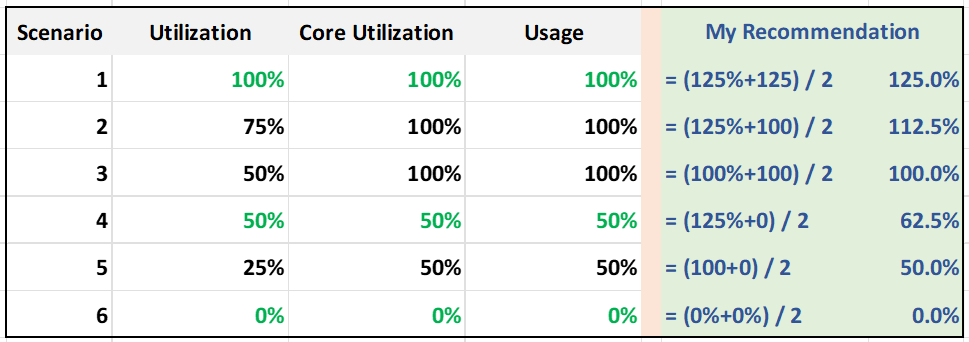 Scenario Utilization Core Utilization Usage My Recommendation
1 100% 100% 100% = (125%+125) / 2 125.0%
2 75% 100% 100% = (125%+100) / 2 112.5%
3 50% 100% 100% = (100%+100) / 2 100.0%
4 50% 50% 50% = (125%+0) / 2 62.5%
5 25% 50% 50% = (100+0) / 2 50.0%
6 0% 0% 0% = (0%+0%) / 2 0.0%